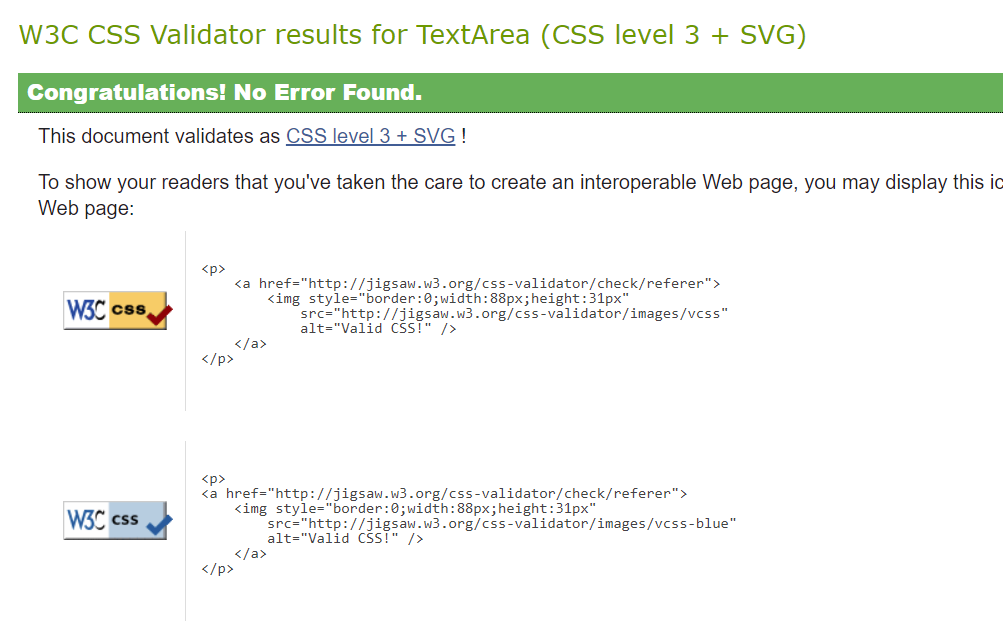 W3C CSS Validator results for TextArea (CSS level 3 + SVG)
Congratulations! No Error Found.
This document validates as CSS level 3 + SVG !
To show your readers that you've taken the care to create an interoperable Web page, you may display this
Web page:
W3C css
<p>
<a href="http://jigsaw.w3.org/css-validator/check/referer">
<img style="border:0;width:88px;height:31px"
src="http://jigsaw.w3.org/css-validator/images/vcss"
alt="Valid CSS!" />
</a>
</p>
W3C css
<p>
<a href="http://jigsaw.w3.org/css-validator/check/referer">
<img style="border:0;width:88px;height:31px"
src="http://jigsaw.w3.org/css-validator/images/vcss-blue"
alt="Valid CSS!" />
</a>
</p>